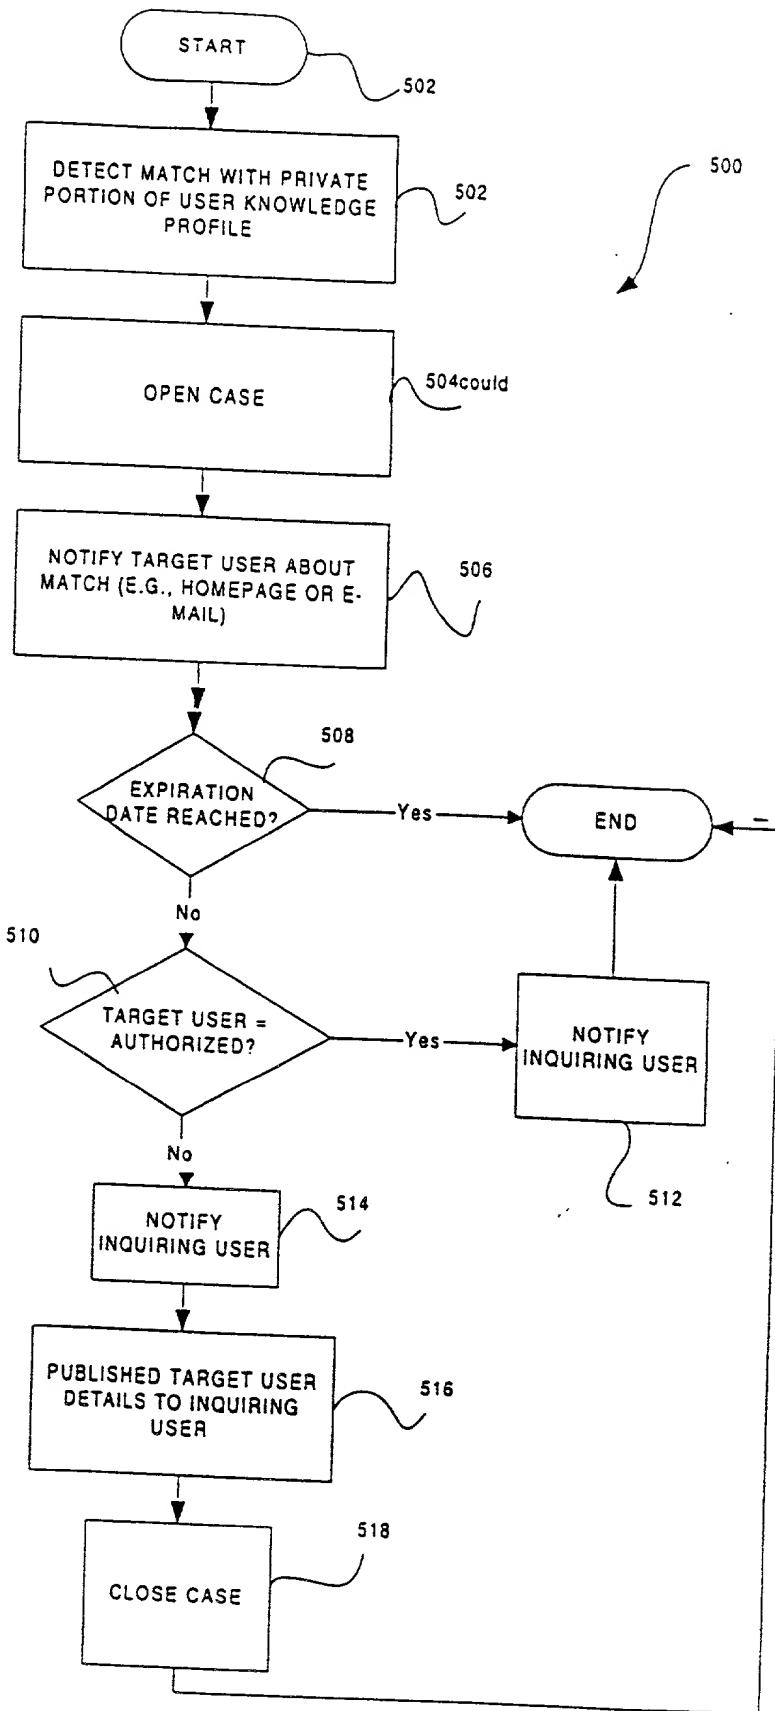 START
502
DETECT MATCH WITH PRIVATE
PORTION OF USER KNOWLEDGE
PROFILE
502
500
OPEN CASE
504could
NOTIFY TARGET USER ABOUT
MATCH (E.G., HOMEPAGE OR E-
MAIL)
506
508
EXPIRATION
DATE REACHED?
Yes
END
No
510
TARGET USER =
AUTHORIZED?
Yes
NOTIFY
INQUIRING USER
512
No
NOTIFY
INQUIRING USER
514
PUBLISHED TARGET USER
DETAILS TO INQUIRING
USER
516
CLOSE CASE
518